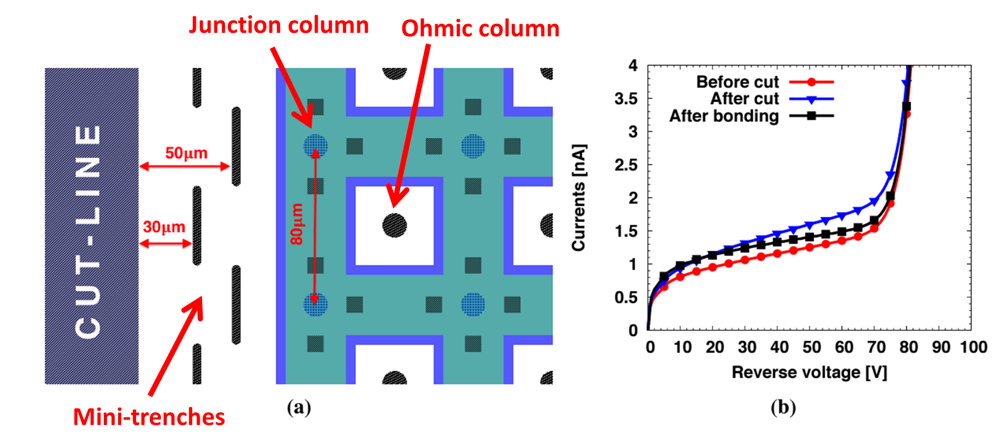 Junction column
Ohmic column
CUT-LINE
50μm
30μm
80μm
Mini-trenches
(a)
Before cut
After cut
After bonding
Currents [nA]
4
3.5
3
2.5
2
1.5
1
0.5
0
0 10 20 30 40 50 60 70 80 90 100
Reverse voltage [V]
(b)